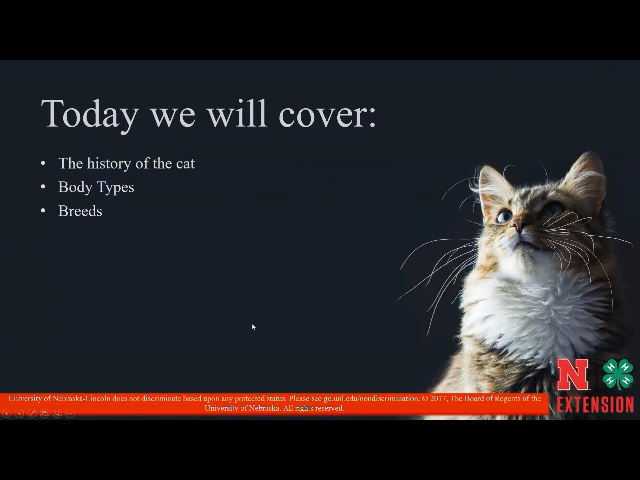 Today we will cover:
• The history of the cat
• Body Types
• Breeds
N
EXTENSION
University of Nebraska-Lincoln does not discriminate based upon any protected status. Please see go.unl.edu/nondiscrimination. © 2017, The Board of Regents of the
University of Nebraska. All rights reserved.